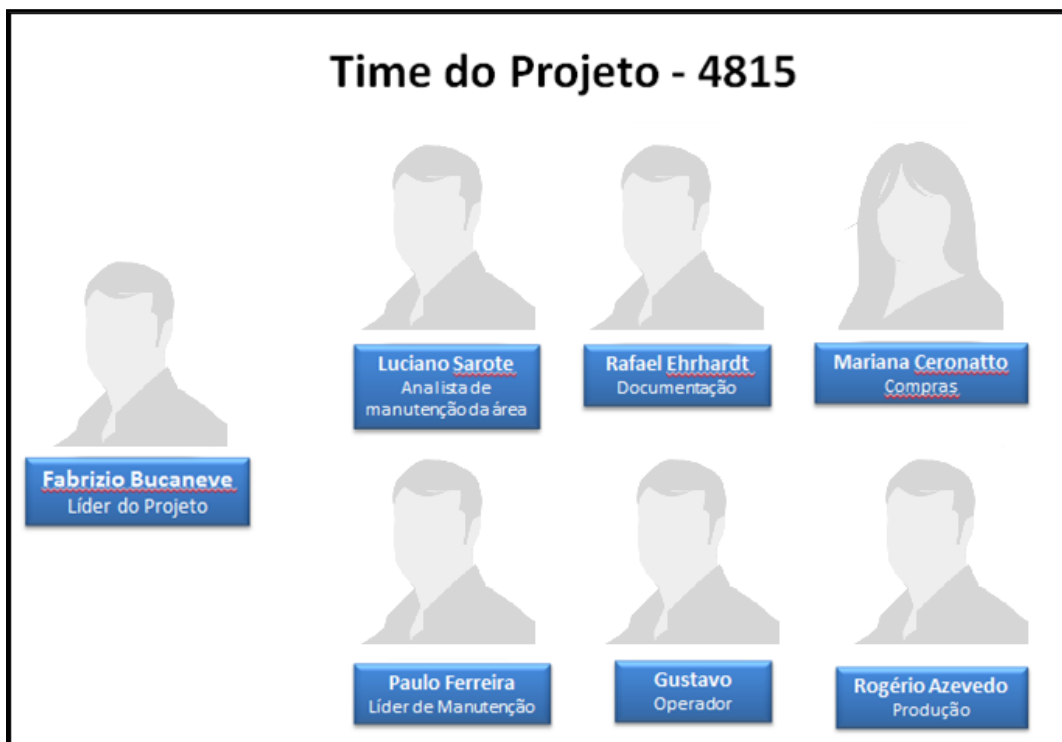 Time do Projeto - 4815
Luciano Sarote
Analista de
manutenção da área
Rafael Ehrhardt
Documentação
Mariana Ceronatto
Compras
Fabrizio Bucaneve
Líder do Projeto
Paulo Ferreira
Líder de Manutenção
Gustavo
Operador
Rogério Azevedo
Produção